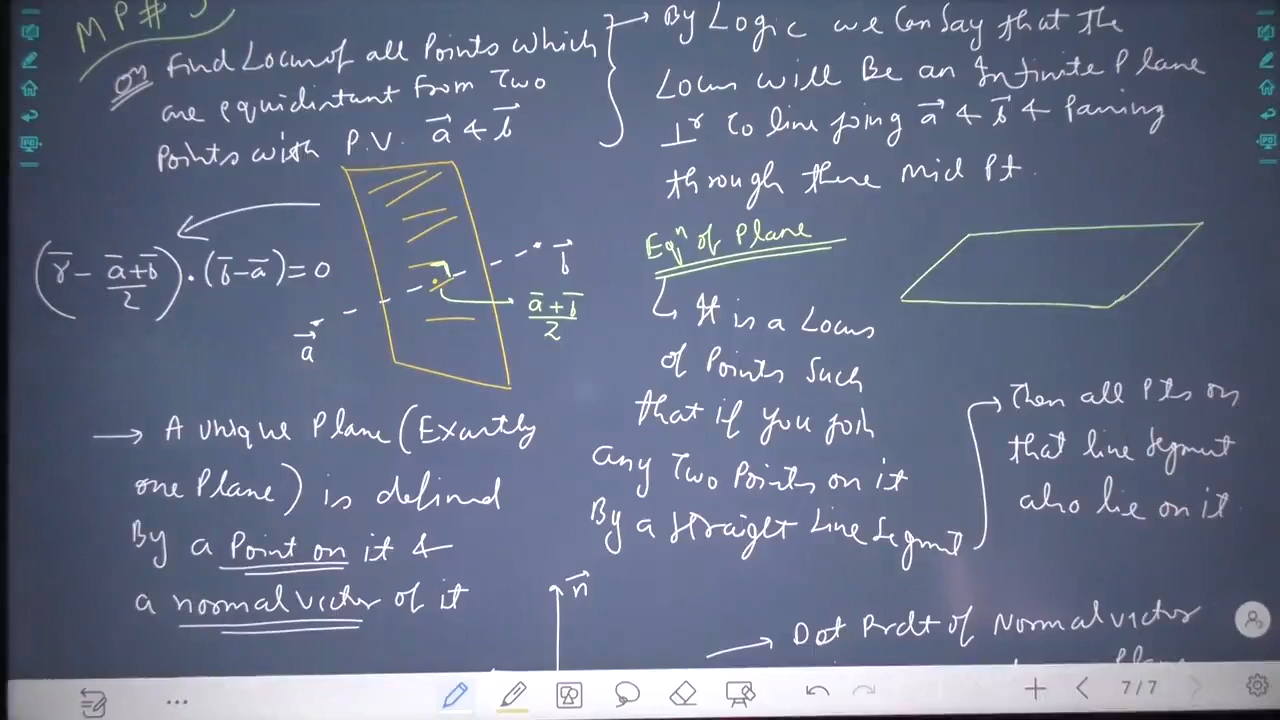 MP# 3
Qn Find Locus of all Points which
are equidistant from Two
Points with P.V. a⃗ & b⃗
→ By Logic we Can Say that the
Locus will Be an Infinite Plane
⊥r to line joing a⃗ & b⃗ & Passing
through there mid Pt.
(r̄ - (ā+b̄)/2) · (b̄-ā) = 0
b⃗
(ā+b̄)/2
a⃗
Eqn of Plane
↳ It is a Locus
of Points Such
that if you join
any Two Points on it
By a straight Line Segment
→ Then all Pts on
that line segment
also lie on it
→ A unique Plane (Exactly
one Plane) is defined
By a Point on it &
a normal vector of it
n⃗
→ Dot Prdt of Normal vector
Plane
7/7